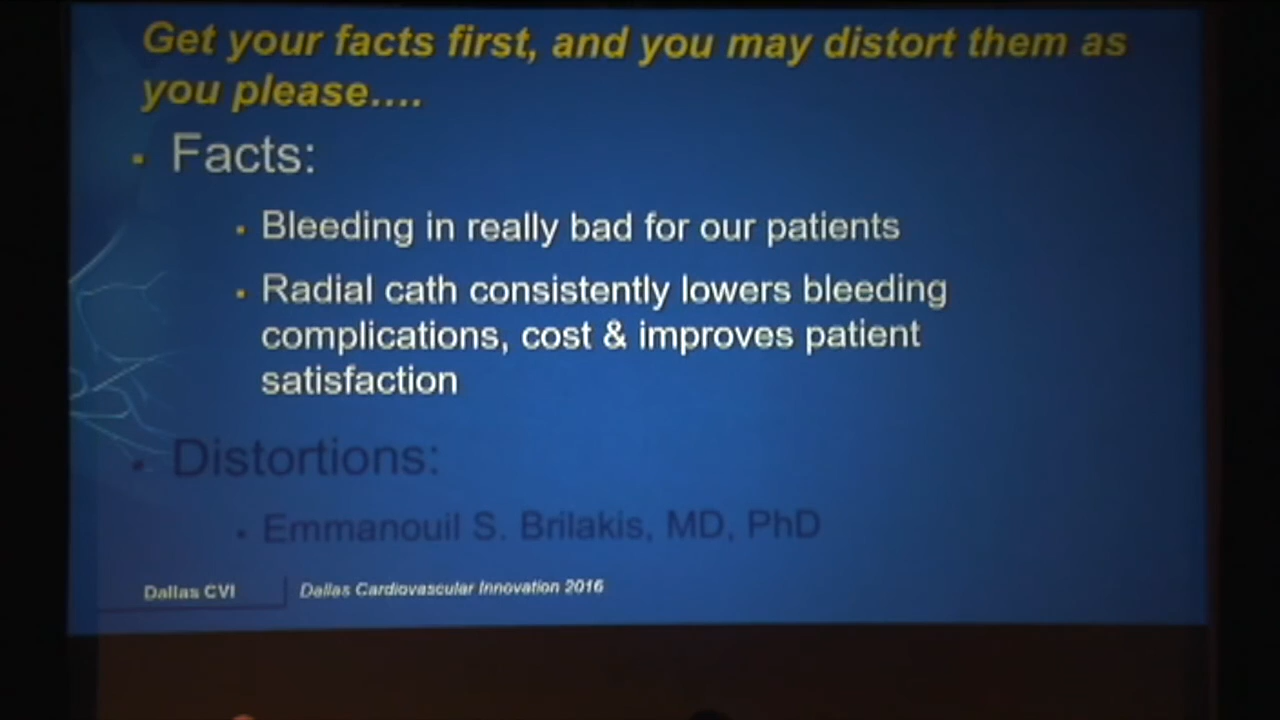 Get your facts first, and you may distort them as
you please....
Facts:
Bleeding in really bad for our patients
Radial cath consistently lowers bleeding
complications, cost & improves patient
satisfaction
Distortions:
Emmanouil S. Brilakis, MD, PhD
Dallas CVI
Dallas Cardiovascular Innovation 2016